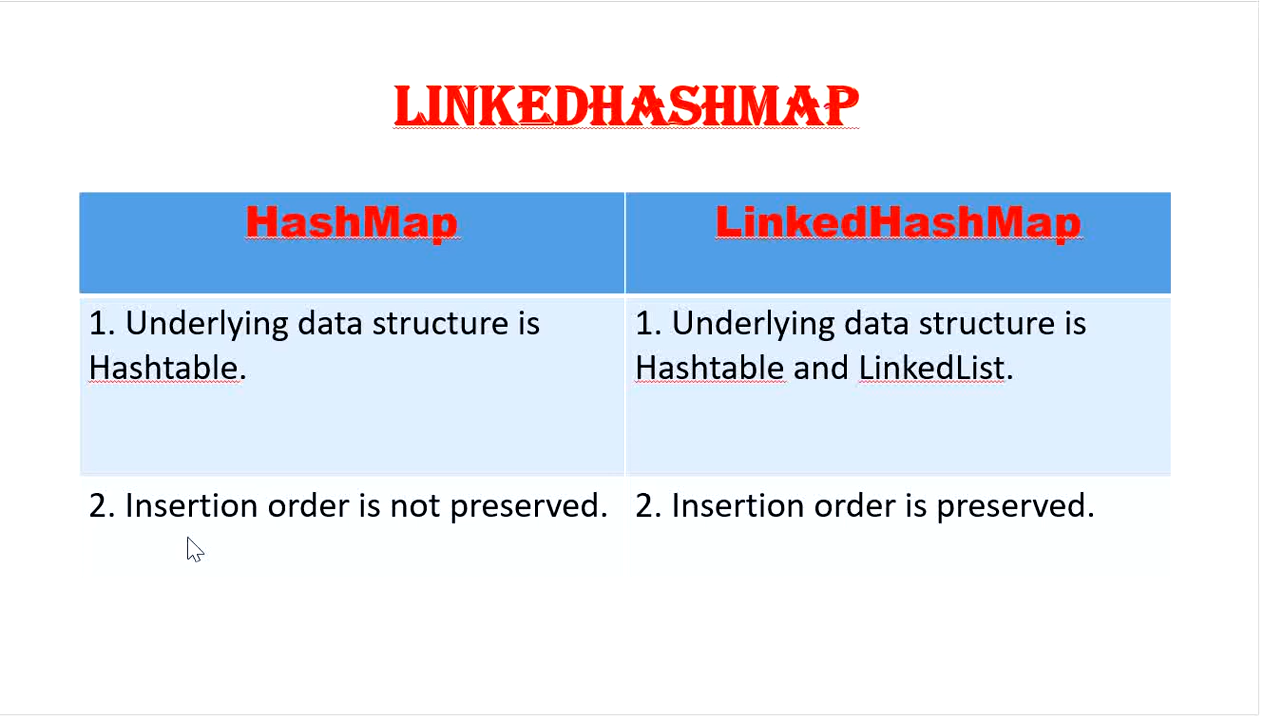 LINKEDHASHMAP
HashMap
LinkedHashMap
1. Underlying data structure is
Hashtable.
1. Underlying data structure is
Hashtable and LinkedList.
2. Insertion order is not preserved.
2. Insertion order is preserved.